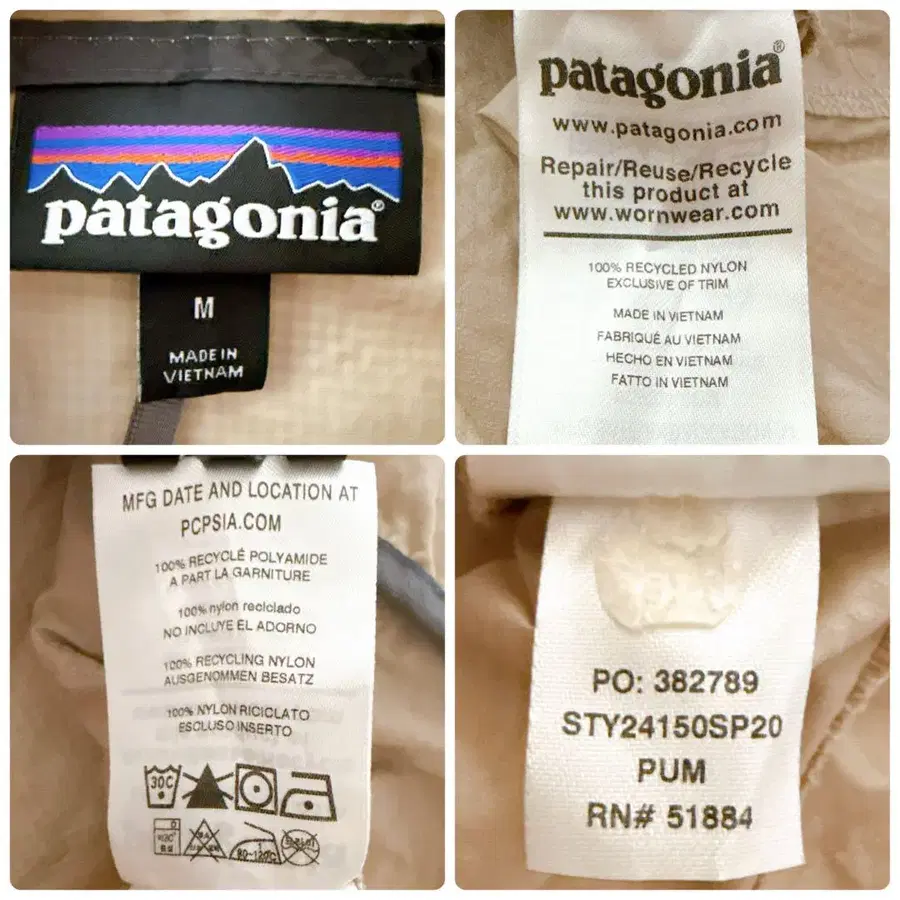 patagonia®
M
MADE IN
VIETNAM
patagonia®
www.patagonia.com
Repair/Reuse/Recycle
this product at
www.wornwear.com
100% RECYCLED NYLON
EXCLUSIVE OF TRIM
MADE IN VIETNAM
FABRIQUÉ AU VIETNAM
HECHO EN VIETNAM
FATTO IN VIETNAM
MFG DATE AND LOCATION AT
PCPSIA.COM
100% RECYCLÉ POLYAMIDE
A PART LA GARNITURE
100% nylon reciclado
NO INCLUYE EL ADORNO
100% RECYCLING NYLON
AUSGENOMMEN BESATZ
100% NYLON RICICLATO
ESCLUSO INSERTO
30C
80~120°C
PO: 382789
STY24150SP20
PUM
RN# 51884